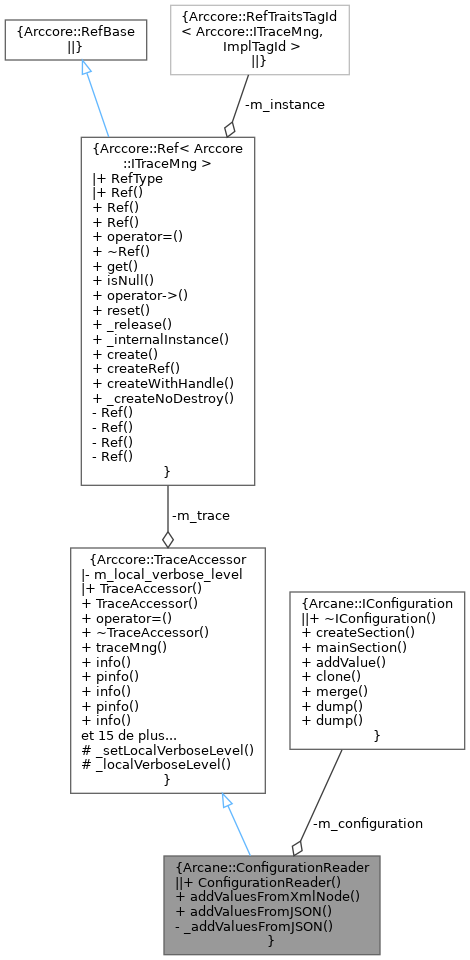 {Arccore::RefBase
||}
{Arccore::RefTraitsTagId
< Arccore::ITraceMng,
ImplTagId >
||}
-m_instance
{Arccore::Ref< Arccore
::ITraceMng >
|+ RefType
|+ Ref()
+ Ref()
+ Ref()
+ operator=()
+ ~Ref()
+ get()
+ isNull()
+ operator->()
+ reset()
+ _release()
+ _internalInstance()
+ create()
+ createRef()
+ createWithHandle()
+ _createNoDestroy()
- Ref()
- Ref()
- Ref()
- Ref()
}
-m_trace
{Arccore::TraceAccessor
|- m_local_verbose_level
|+ TraceAccessor()
+ TraceAccessor()
+ operator=()
+ ~TraceAccessor()
+ traceMng()
+ info()
+ pinfo()
+ info()
+ pinfo()
+ info()
et 15 de plus...
# _setLocalVerboseLevel()
# _localVerboseLevel()
}
{Arcane::IConfiguration
||+ ~IConfiguration()
+ createSection()
+ mainSection()
+ addValue()
+ clone()
+ merge()
+ dump()
+ dump()
}
-m_configuration
{Arcane::ConfigurationReader
||+ ConfigurationReader()
+ addValuesFromXmlNode()
+ addValuesFromJSON()
- _addValuesFromJSON()
}